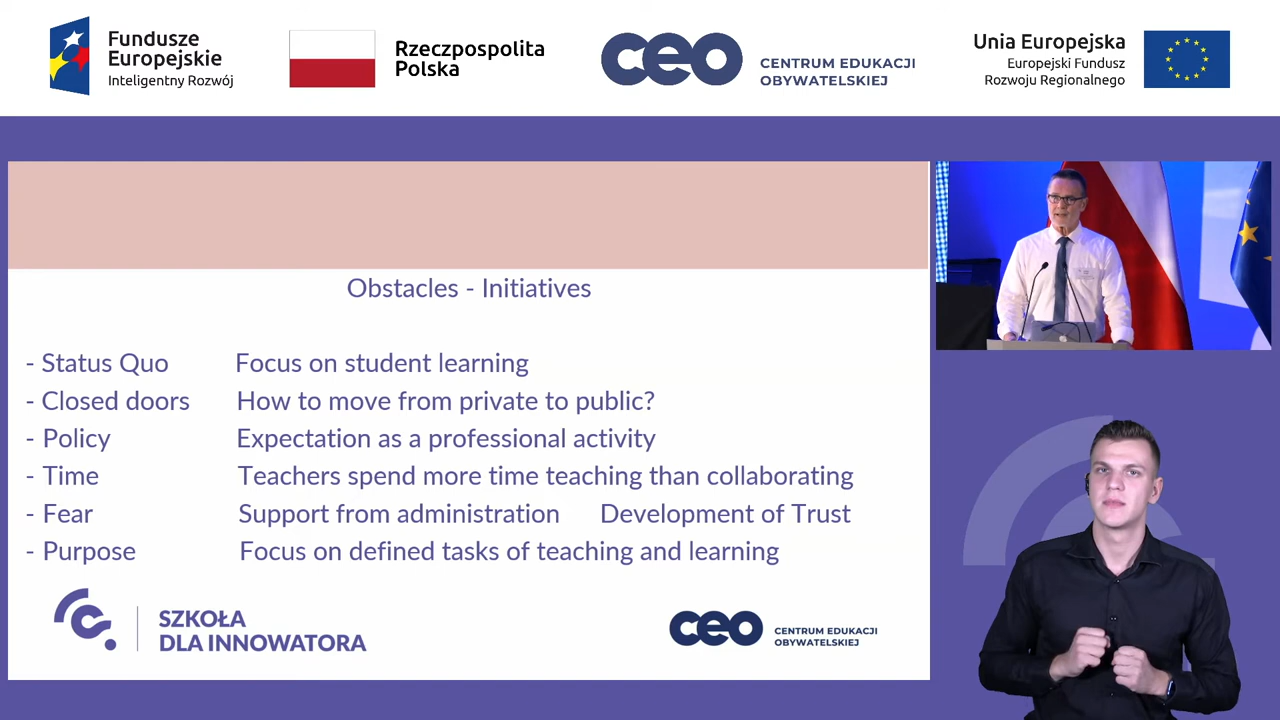 Fundusze
Europejskie
Inteligentny Rozwój
Rzeczpospolita
Polska
ceo
CENTRUM EDUKACJI
OBYWATELSKIEJ
Unia Europejska
Europejski Fundusz
Rozwoju Regionalnego
Obstacles - Initiatives
- Status Quo Focus on student learning
- Closed doors How to move from private to public?
- Policy Expectation as a professional activity
- Time Teachers spend more time teaching than collaborating
- Fear Support from administration Development of Trust
- Purpose Focus on defined tasks of teaching and learning
SZKOŁA
DLA INNOWATORA
ceo
CENTRUM EDUKACJI
OBYWATELSKIEJ